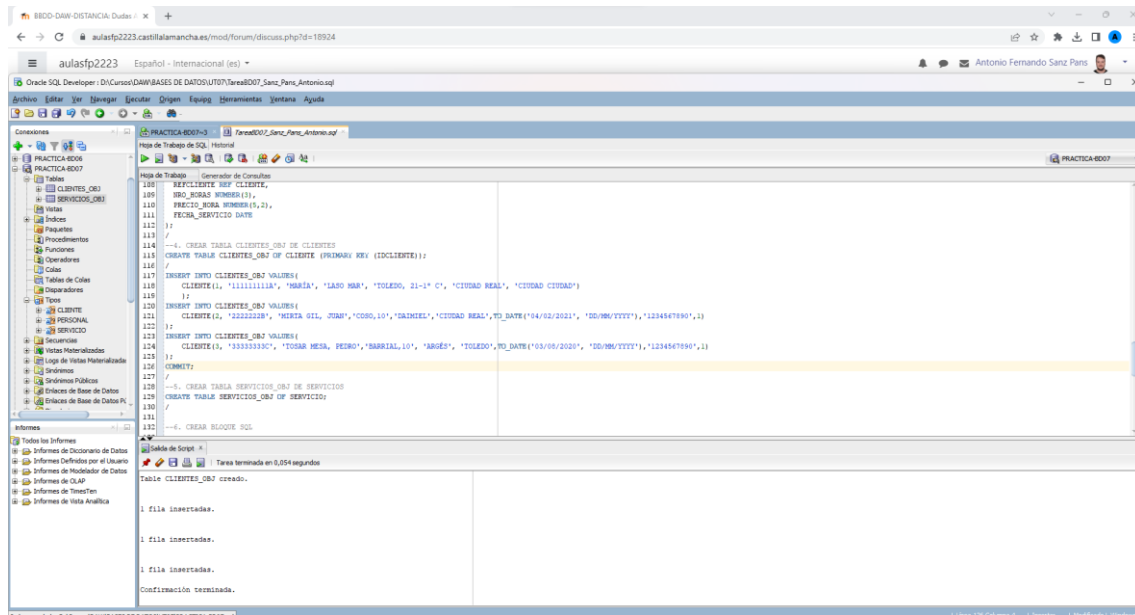 BBDD-DAW-DISTANCIA: Dudas
aulasfp2223.castillalamancha.es/mod/forum/discuss.php?d=18924
aulasfp2223 Español - Internacional (es)
Antonio Fernando Sanz Pans
Oracle SQL Developer : D:\Cursos\DAW\BASES DE DATOS\UT07\TareaBD07_Sanz_Pans_Antonio.sql
Archivo Editar Ver Navegar Ejecutar Origen Equipo Herramientas Ventana Ayuda
Conexiones
PRACTICA-BD06
PRACTICA-BD07
Tablas
CLIENTES_OBJ
SERVICIOS_OBJ
Vistas
Índices
Paquetes
Procedimientos
Funciones
Operadores
Colas
Tablas de Colas
Disparadores
Tipos
CLIENTE
PERSONAL
SERVICIO
Secuencias
Vistas Materializadas
Logs de Vistas Materializadas
Sinónimos
Sinónimos Públicos
Enlaces de Base de Datos
Enlaces de Base de Datos Pú
Informes
Todos los Informes
Informes de Diccionario de Datos
Informes Definidos por el Usuario
Informes de Modelador de Datos
Informes de OLAP
Informes de TimesTen
Informes de Vista Analítica
PRACTICA-BD07~3 TareaBD07_Sanz_Pans_Antonio.sql
Hoja de Trabajo de SQL Historial
PRACTICA-BD07
Hoja de Trabajo Generador de Consultas
108 REFCLIENTE REF CLIENTE,
109 NRO_HORAS NUMBER(3),
110 PRECIO_HORA NUMBER(5,2),
111 FECHA_SERVICIO DATE
112 );
113 /
114 --4. CREAR TABLA CLIENTES_OBJ DE CLIENTES
115 CREATE TABLE CLIENTES_OBJ OF CLIENTE (PRIMARY KEY (IDCLIENTE));
116 /
117 INSERT INTO CLIENTES_OBJ VALUES(
118 CLIENTE(1, '111111111A', 'MARÍA', 'LASO MAR', 'TOLEDO, 21-1º C', 'CIUDAD REAL', 'CIUDAD CIUDAD')
119 );
120 INSERT INTO CLIENTES_OBJ VALUES(
121 CLIENTE(2, '2222222B', 'MIRTA GIL, JUAN','COSO,10','DAIMIEL','CIUDAD REAL',TO_DATE('04/02/2021', 'DD/MM/YYYY'),'1234567890',1)
122 );
123 INSERT INTO CLIENTES_OBJ VALUES(
124 CLIENTE(3, '33333333C', 'TOSAR MESA, PEDRO','BARRIAL,10', 'ARGÉS', 'TOLEDO',TO_DATE('03/08/2020', 'DD/MM/YYYY'),'1234567890',1)
125 );
126 COMMIT;
127 /
128 --5. CREAR TABLA SERVICIOS_OBJ DE SERVICIOS
129 CREATE TABLE SERVICIOS_OBJ OF SERVICIO;
130 /
131
132 --6. CREAR BLOQUE SQL
Salida de Script
Tarea terminada en 0,054 segundos
Table CLIENTES_OBJ creado.
1 fila insertadas.
1 fila insertadas.
1 fila insertadas.
Confirmación terminada.